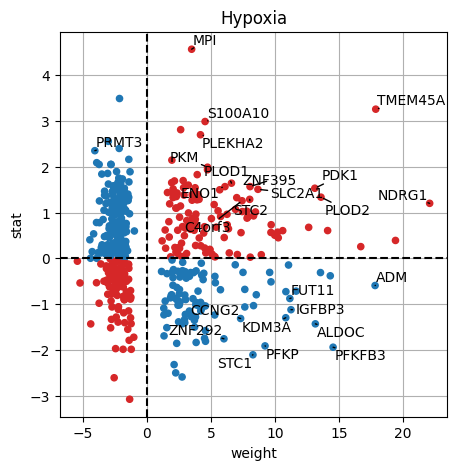 Hypoxia
MPI
4
TMEM45A
3
S100A10
PRMT3
PLEKHA2
PKM
2
PLOD1
ZNF395
PDK1
ENO1
SLC2A1
NDRG1
1
STC2
PLOD2
C4orf3
0
ADM
FUT11
−1
CCNG2
IGFBP3
ZNF292
KDM3A
ALDOC
−2
STC1
PFKP
PFKFB3
−3
stat
−5 0 5 10 15 20
weight